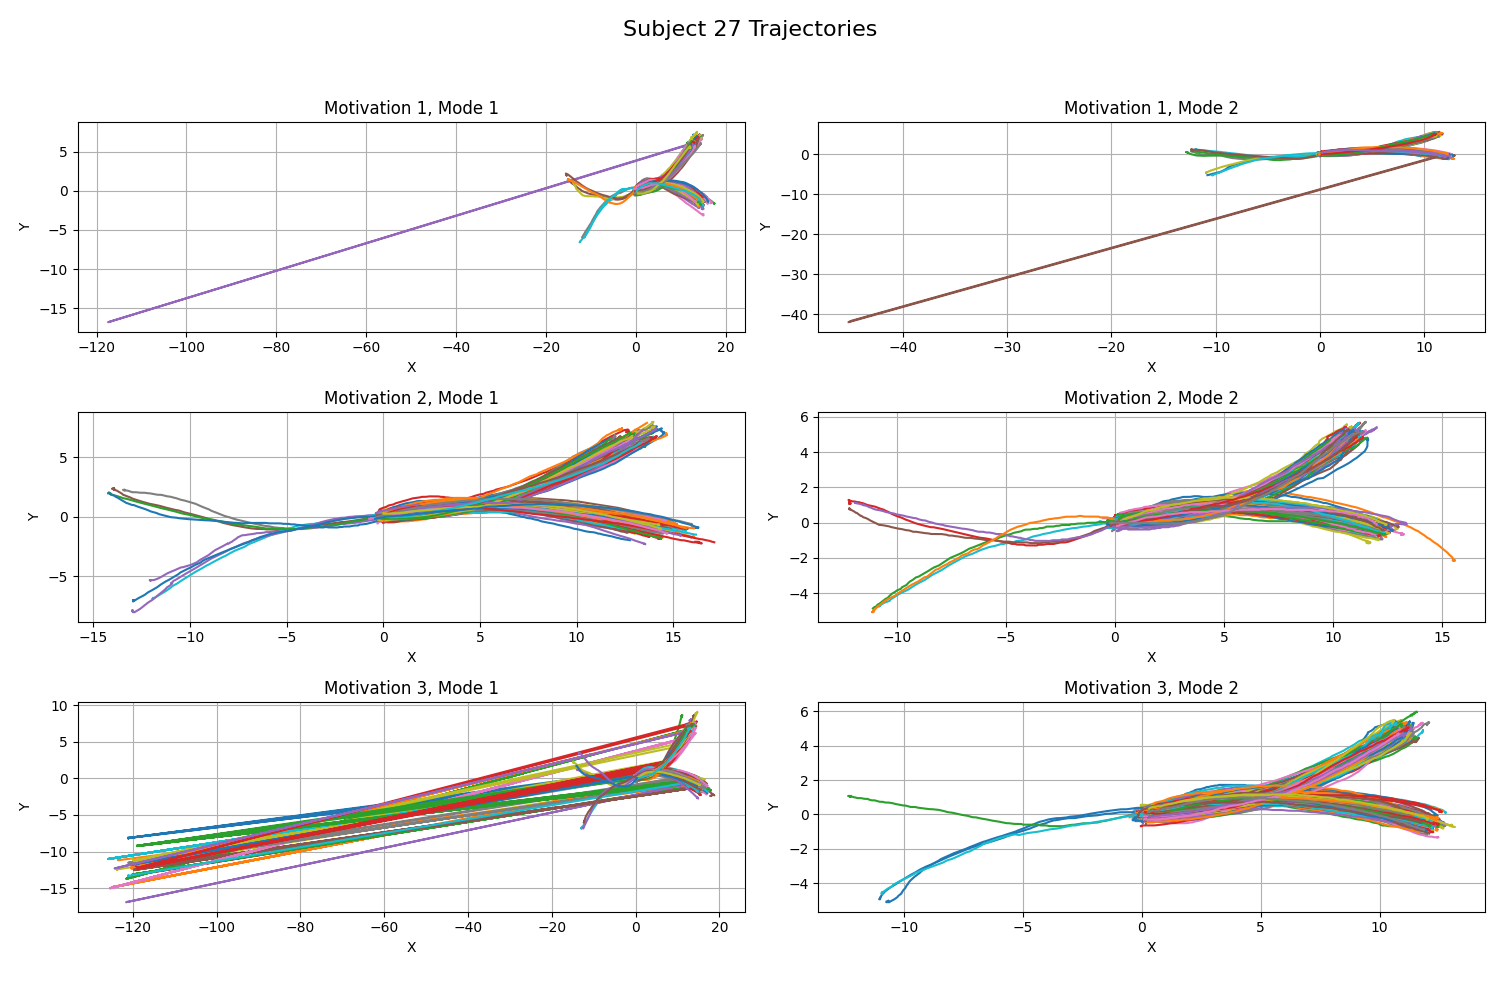 Subject 27 Trajectories
Motivation 1, Mode 1
Y
5
0
−5
−10
−15
−120 −100 −80 −60 −40 −20 0 20
X
Motivation 1, Mode 2
Y
0
−10
−20
−30
−40
−40 −30 −20 −10 0 10
X
Motivation 2, Mode 1
Y
5
0
−5
−15 −10 −5 0 5 10 15
X
Motivation 2, Mode 2
Y
6
4
2
0
−2
−4
−10 −5 0 5 10 15
X
Motivation 3, Mode 1
Y
10
5
0
−5
−10
−15
−120 −100 −80 −60 −40 −20 0 20
X
Motivation 3, Mode 2
Y
6
4
2
0
−2
−4
−10 −5 0 5 10
X